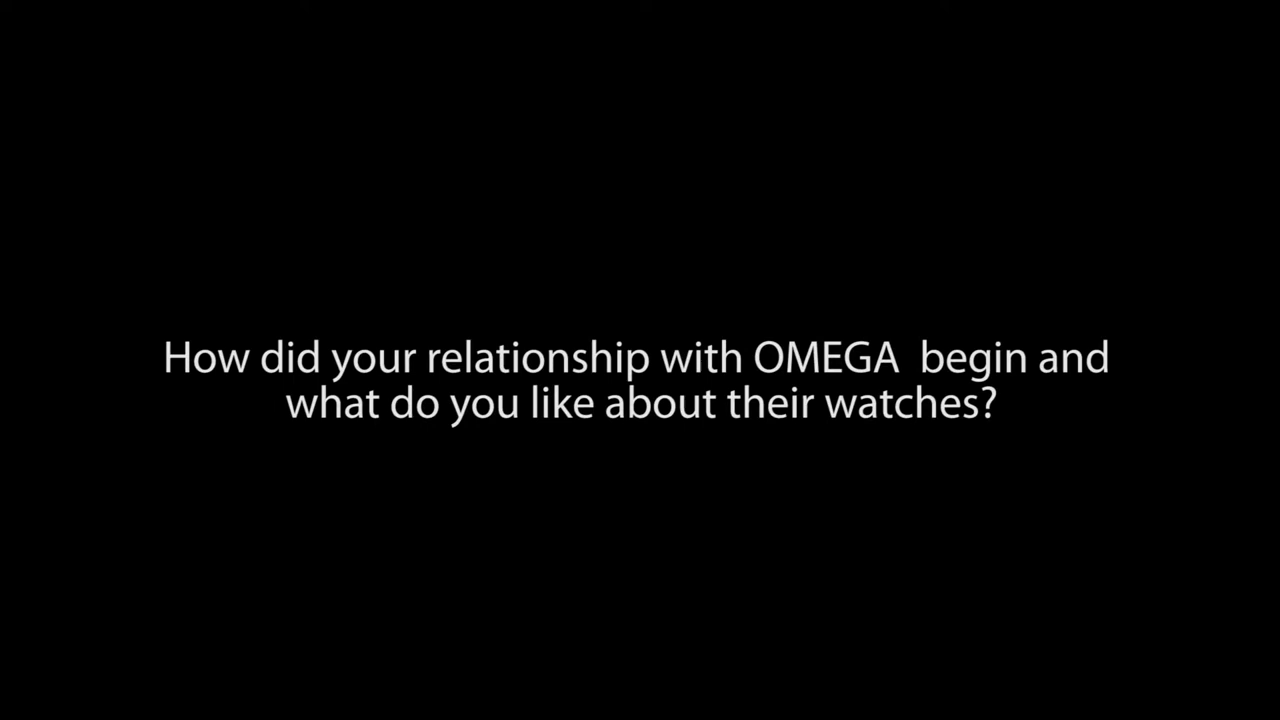 How did your relationship with OMEGA  begin and
what do you like about their watches?